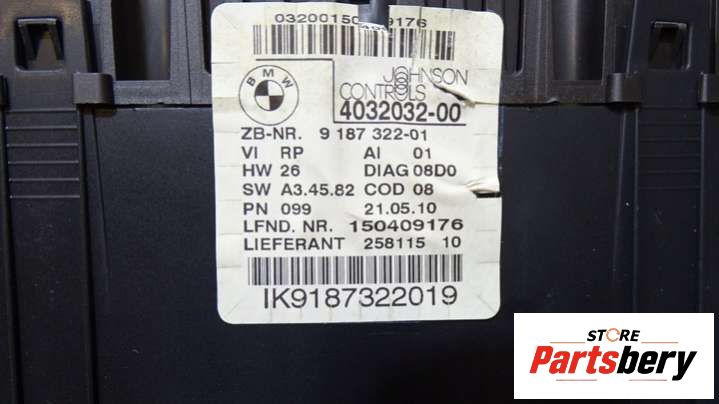 BMW
JOHNSON
CONTROLS
4032032-00
ZB-NR. 9 187 322-01
VI RP AI 01
HW 26 DIAG 08D0
SW A3.45.82 COD 08
PN 099 21.05.10
LFND. NR. 150409176
LIEFERANT 258115 10
IK9187322019
STORE
Partsbery